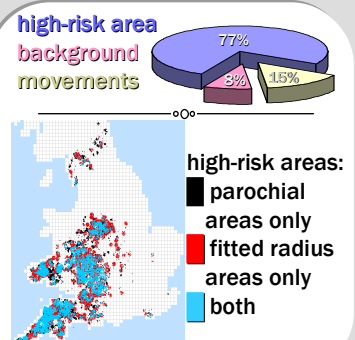 high-risk area
background
movements
77%
8%
15%
high-risk areas:
parochial
areas only
fitted radius
areas only
both